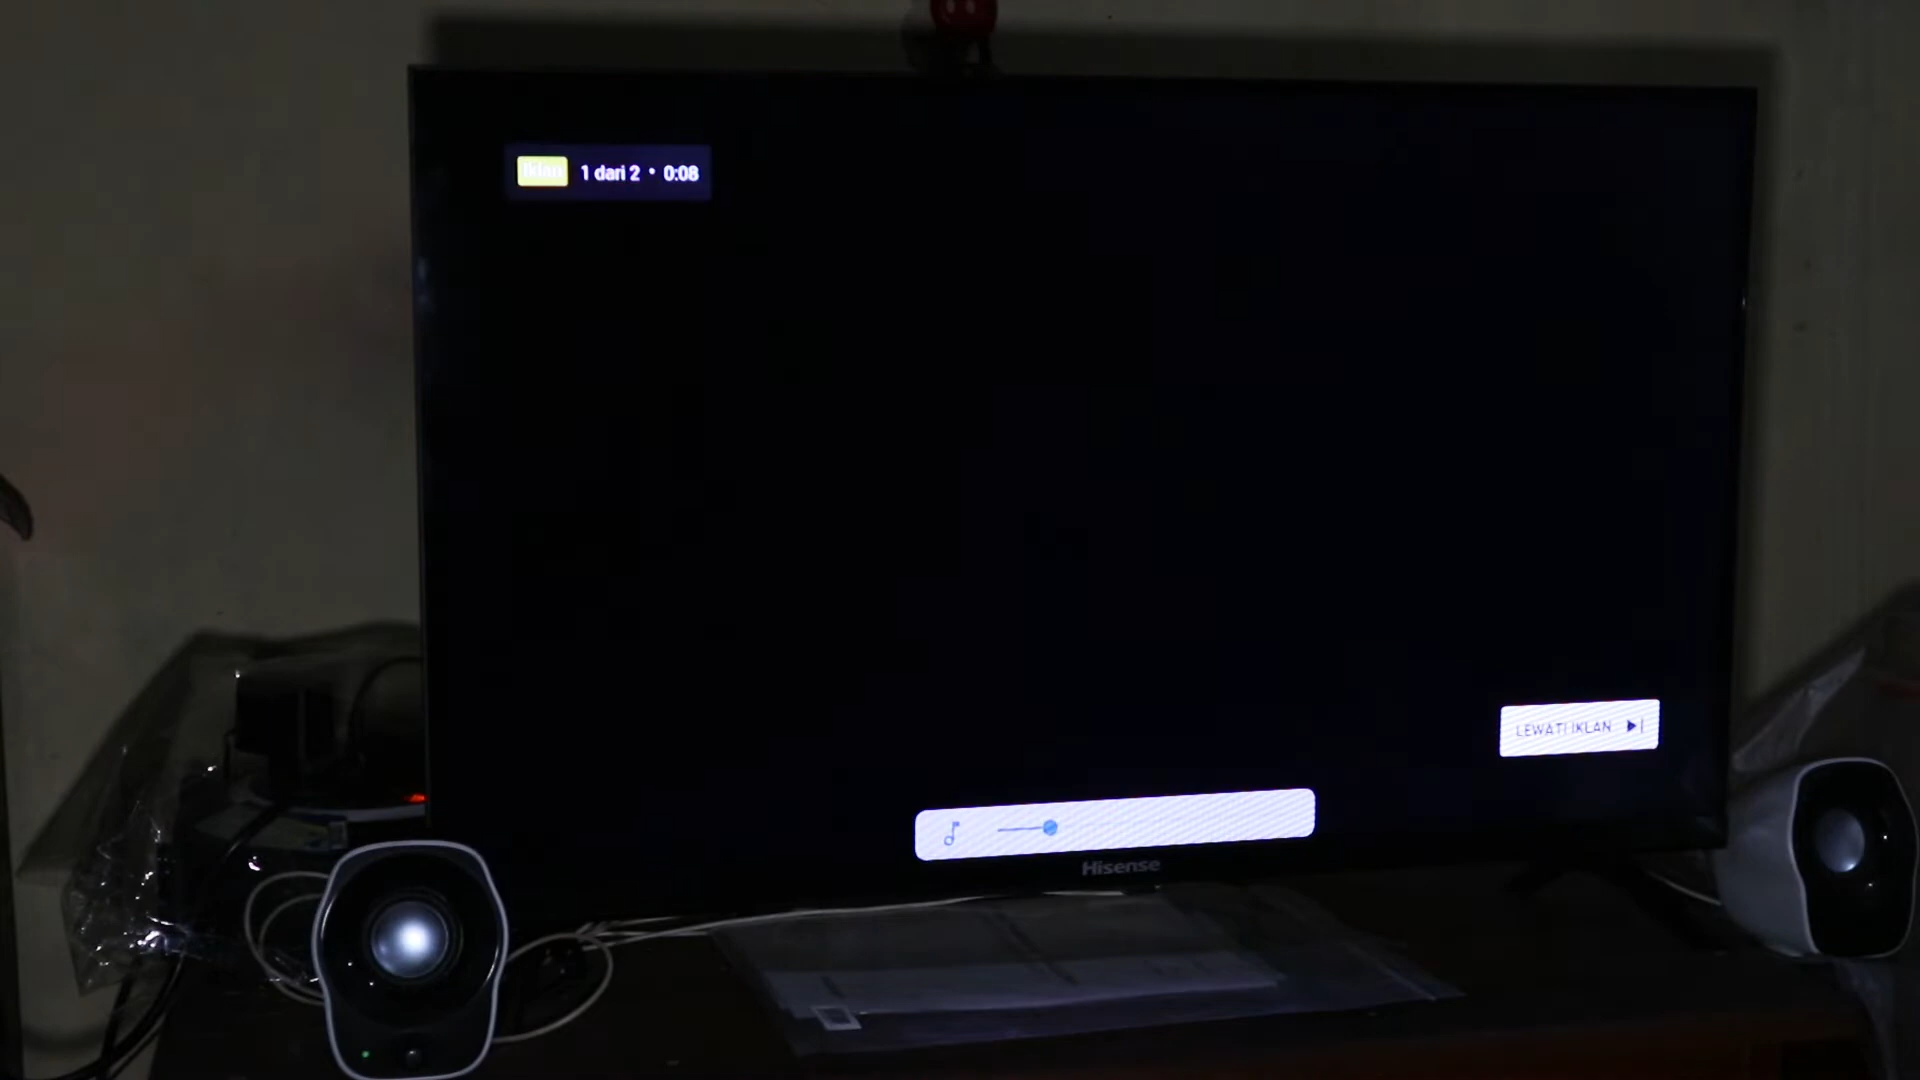 Iklan 1 dari 2 • 0:08
LEWATI IKLAN
Hisense